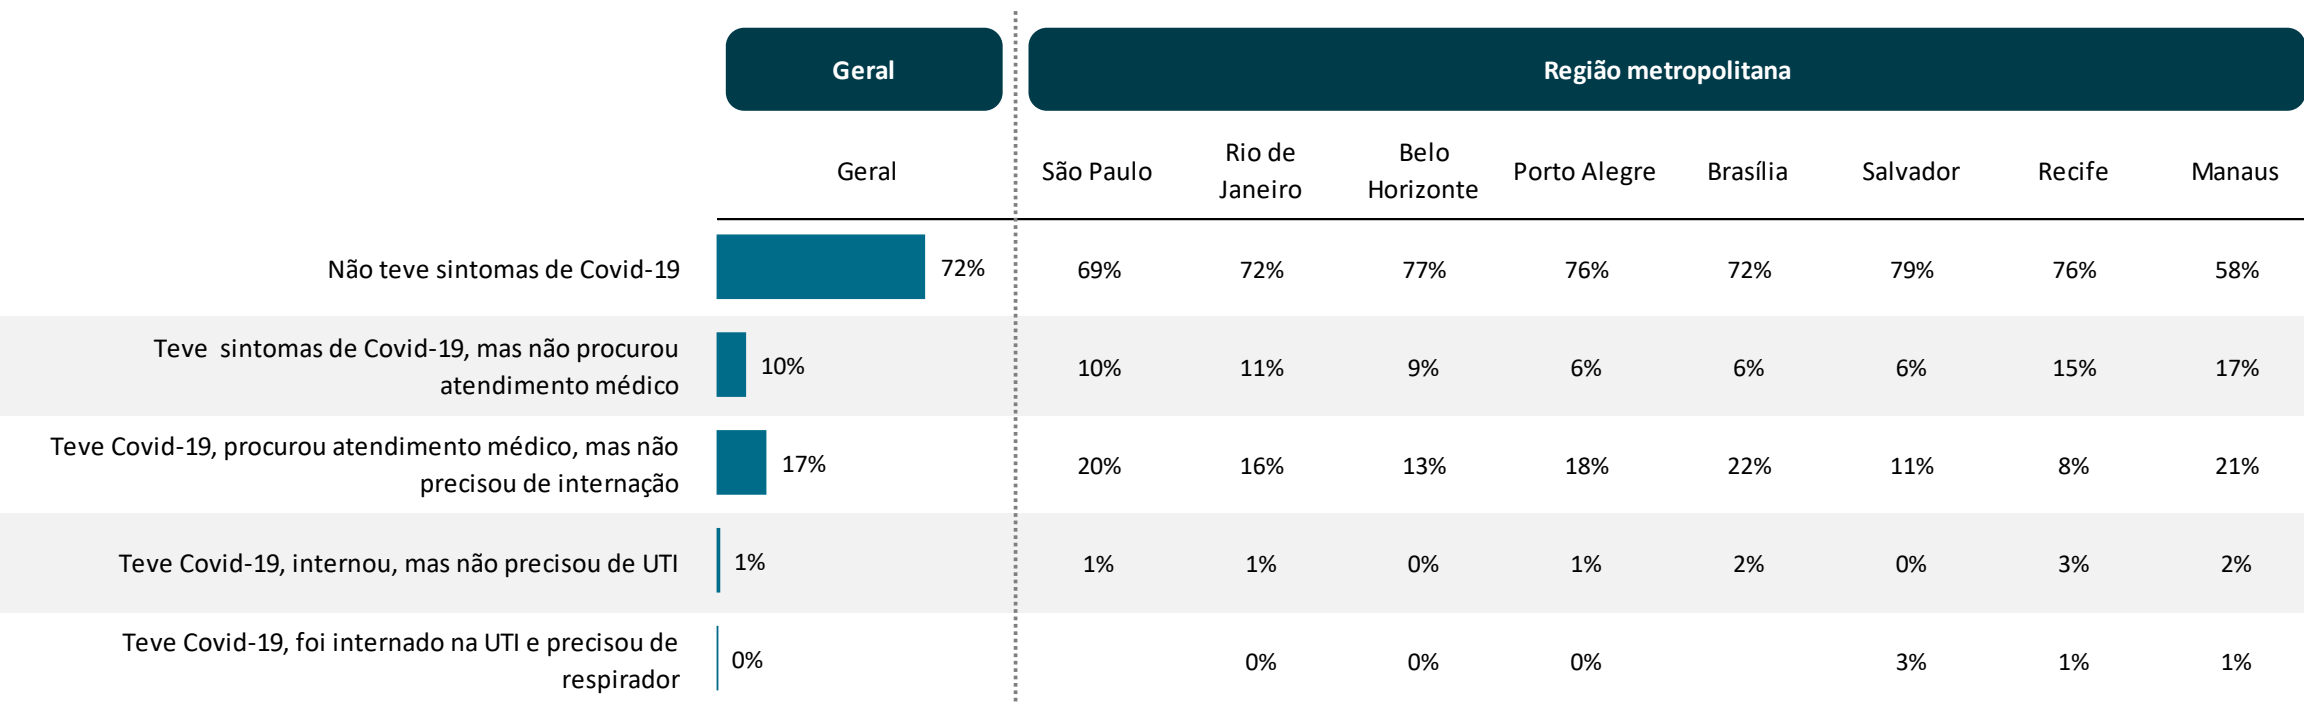 Geral
Região metropolitana
Geral
São Paulo
Rio de
Janeiro
Belo
Horizonte
Porto Alegre
Brasília
Salvador
Recife
Manaus
Não teve sintomas de Covid-19
72%
69%
72%
77%
76%
72%
79%
76%
58%
Teve  sintomas de Covid-19, mas não procurou
atendimento médico
10%
10%
11%
9%
6%
6%
6%
15%
17%
Teve Covid-19, procurou atendimento médico, mas não
precisou de internação
17%
20%
16%
13%
18%
22%
11%
8%
21%
Teve Covid-19, internou, mas não precisou de UTI
1%
1%
1%
0%
1%
2%
0%
3%
2%
Teve Covid-19, foi internado na UTI e precisou de
respirador
0%
0%
0%
0%
3%
1%
1%